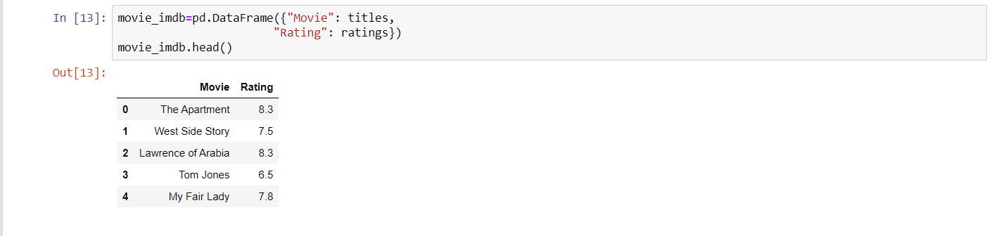 In [13]: movie_imdb=pd.DataFrame({"Movie": titles,
"Rating": ratings})
movie_imdb.head()
Out[13]:
Movie Rating
0 The Apartment 8.3
1 West Side Story 7.5
2 Lawrence of Arabia 8.3
3 Tom Jones 6.5
4 My Fair Lady 7.8